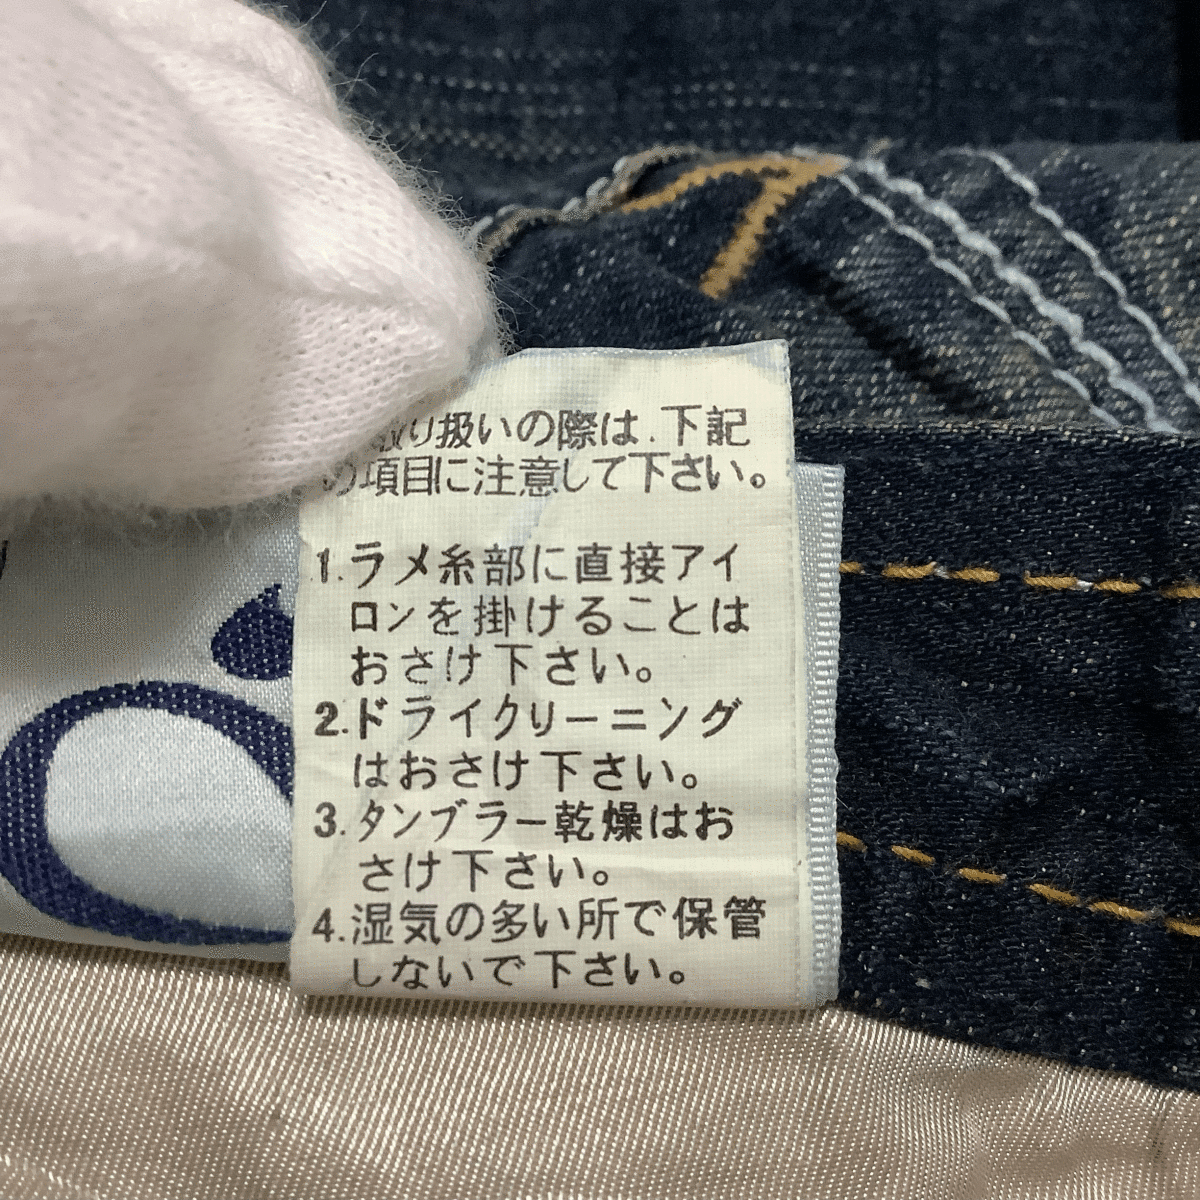 取り扱いの際は、下記
の項目に注意して下さい。
1.ラメ糸部に直接アイ
ロンを掛けることは
おさけ下さい。
2.ドライクリーニング
はおさけ下さい。
3.タンブラー乾燥はお
さけ下さい。
4.湿気の多い所で保管
しないで下さい。